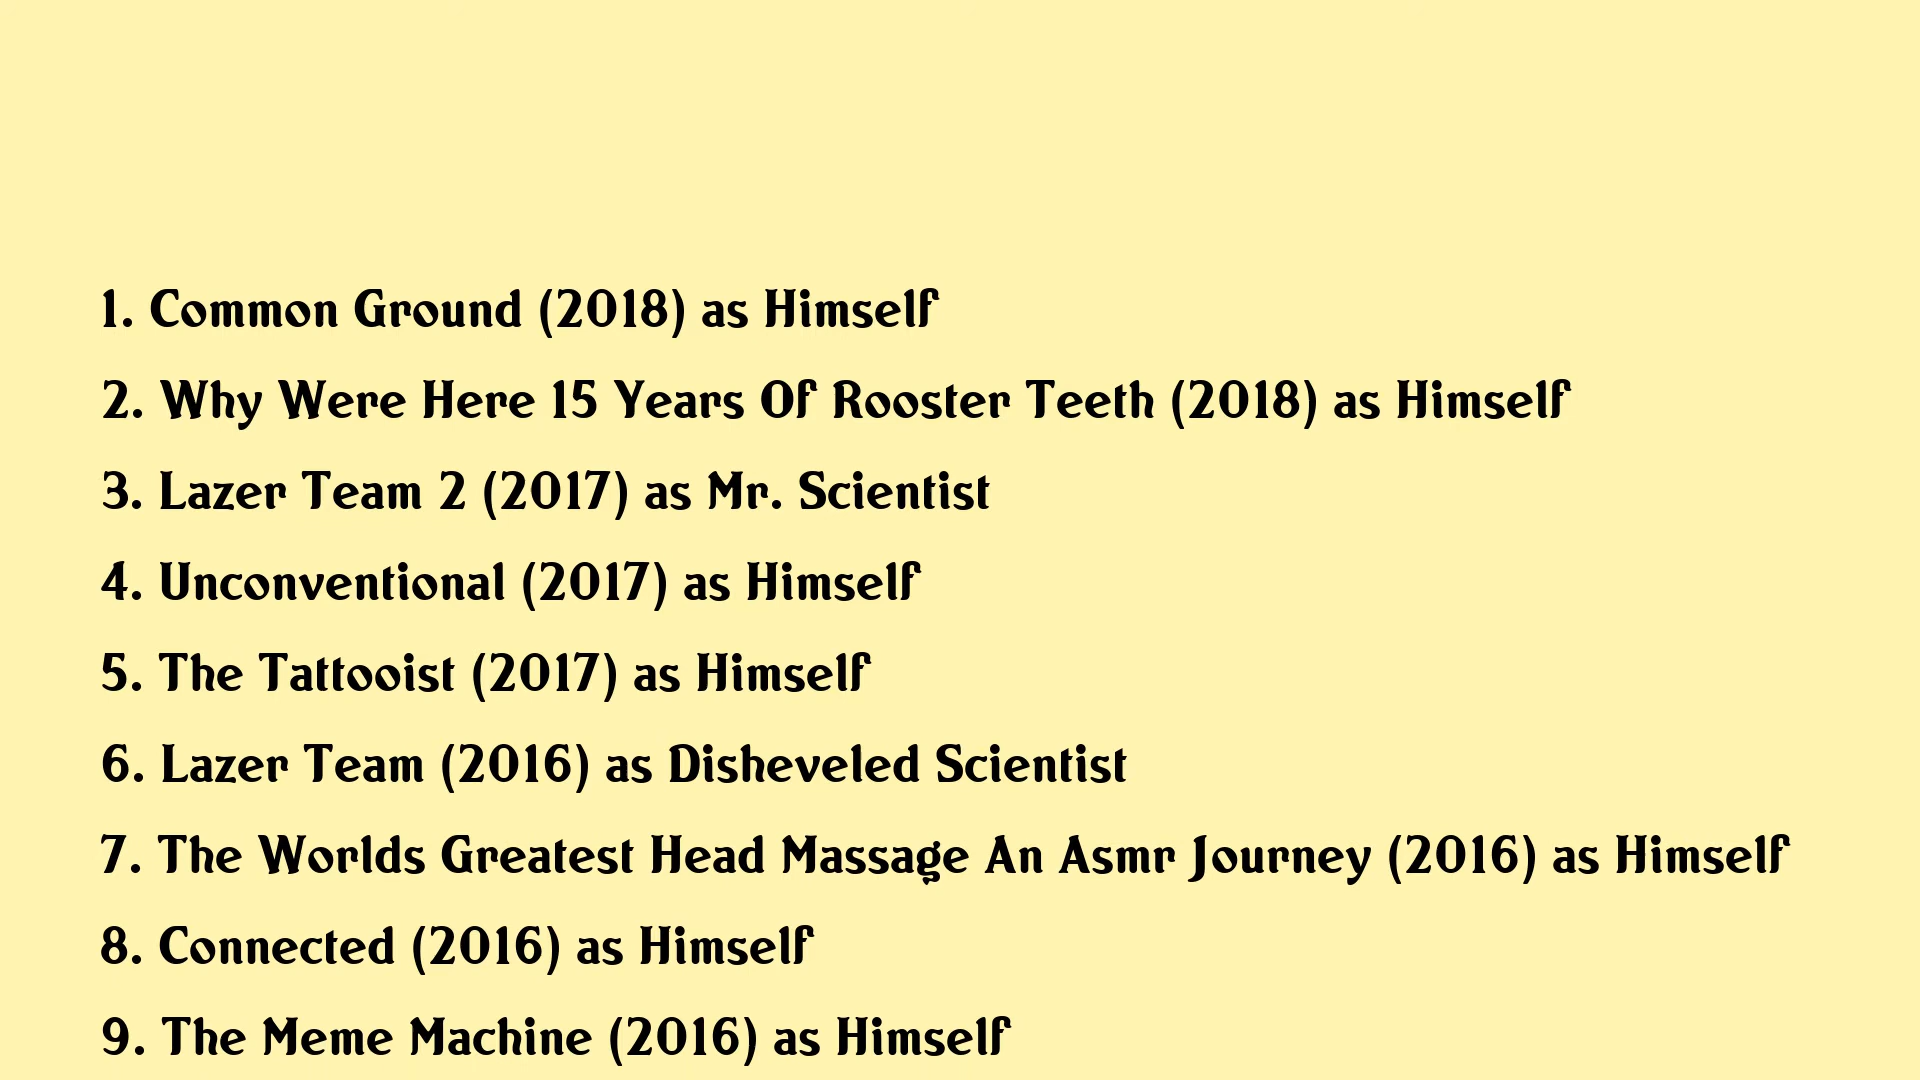 1. Common Ground (2018) as Himself
2. Why Were Here 15 Years Of Rooster Teeth (2018) as Himself
3. Lazer Team 2 (2017) as Mr. Scientist
4. Unconventional (2017) as Himself
5. The Tattooist (2017) as Himself
6. Lazer Team (2016) as Disheveled Scientist
7. The Worlds Greatest Head Massage An Asmr Journey (2016) as Himself
8. Connected (2016) as Himself
9. The Meme Machine (2016) as Himself